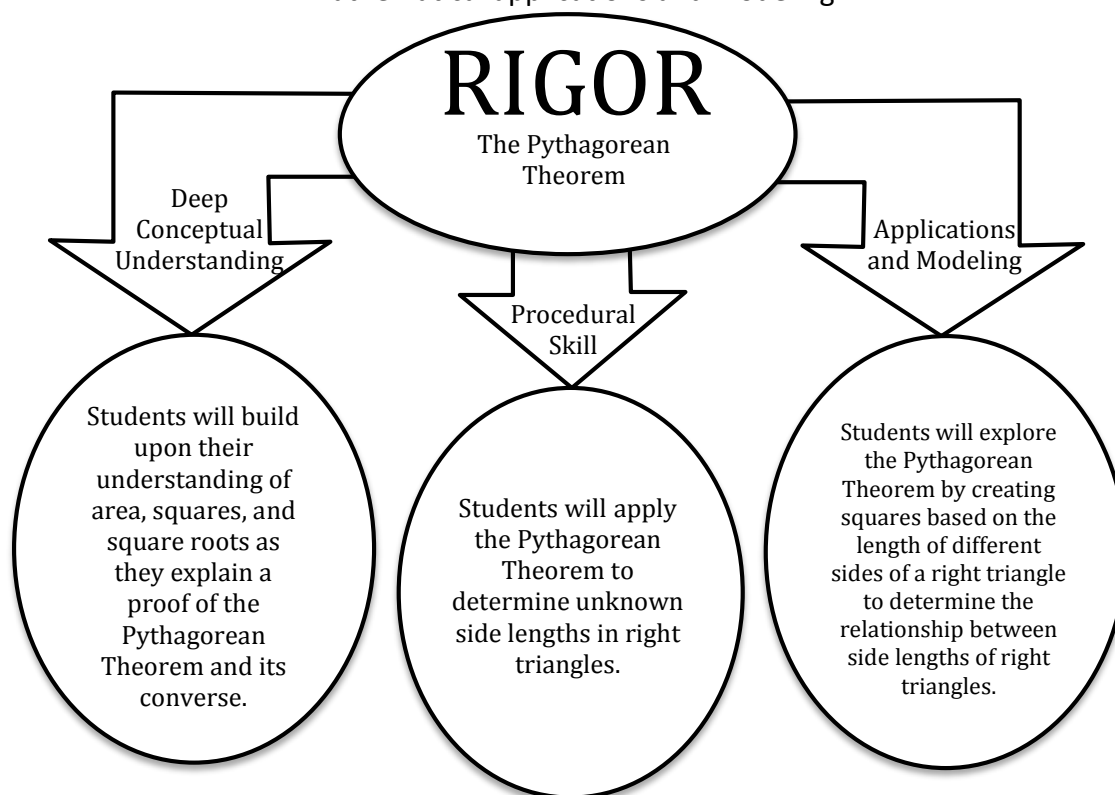 RIGOR
The Pythagorean
Theorem
Deep
Conceptual
Understanding
Procedural
Skill
Applications
and Modeling
Students will build
upon their
understanding of
area, squares, and
square roots as
they explain a
proof of the
Pythagorean
Theorem and its
converse.
Students will apply
the Pythagorean
Theorem to
determine unknown
side lengths in right
triangles.
Students will explore
the Pythagorean
Theorem by creating
squares based on the
length of different
sides of a right triangle
to determine the
relationship between
side lengths of right
triangles.